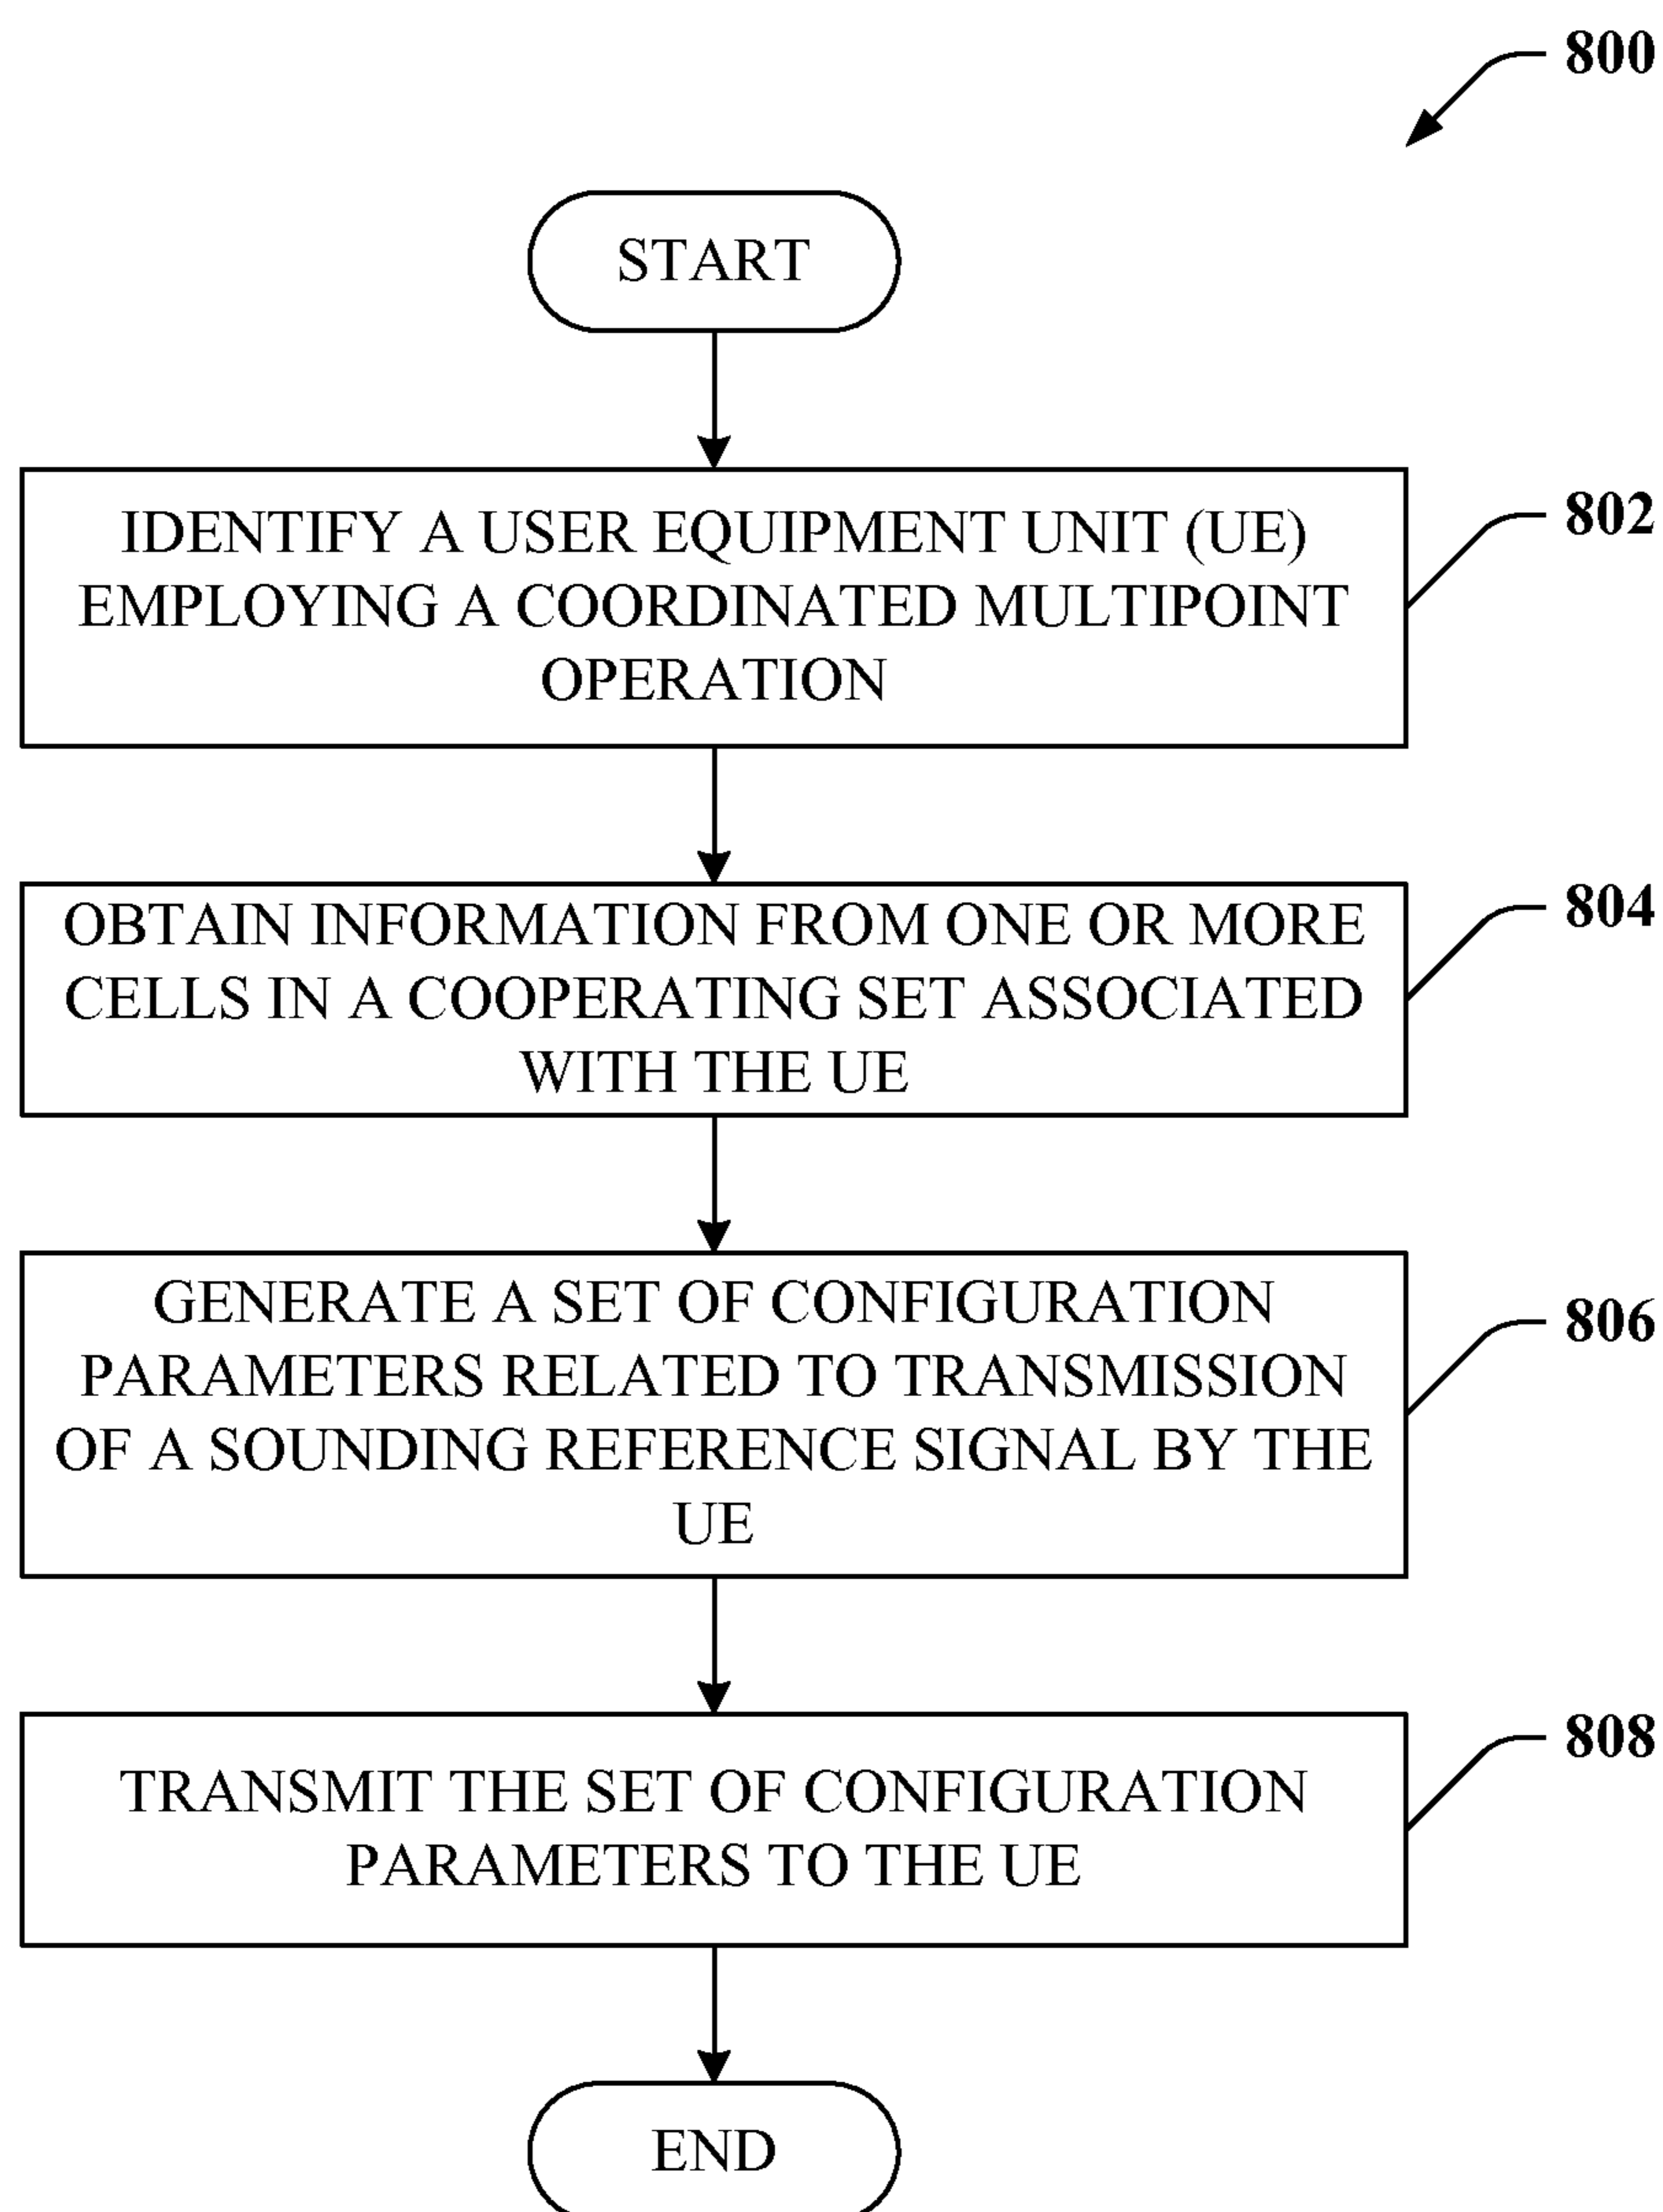 800
START
IDENTIFY A USER EQUIPMENT UNIT (UE)
EMPLOYING A COORDINATED MULTIPOINT
OPERATION
802
OBTAIN INFORMATION FROM ONE OR MORE
CELLS IN A COOPERATING SET ASSOCIATED
WITH THE UE
804
GENERATE A SET OF CONFIGURATION
PARAMETERS RELATED TO TRANSMISSION
OF A SOUNDING REFERENCE SIGNAL BY THE
UE
806
TRANSMIT THE SET OF CONFIGURATION
PARAMETERS TO THE UE
808
END